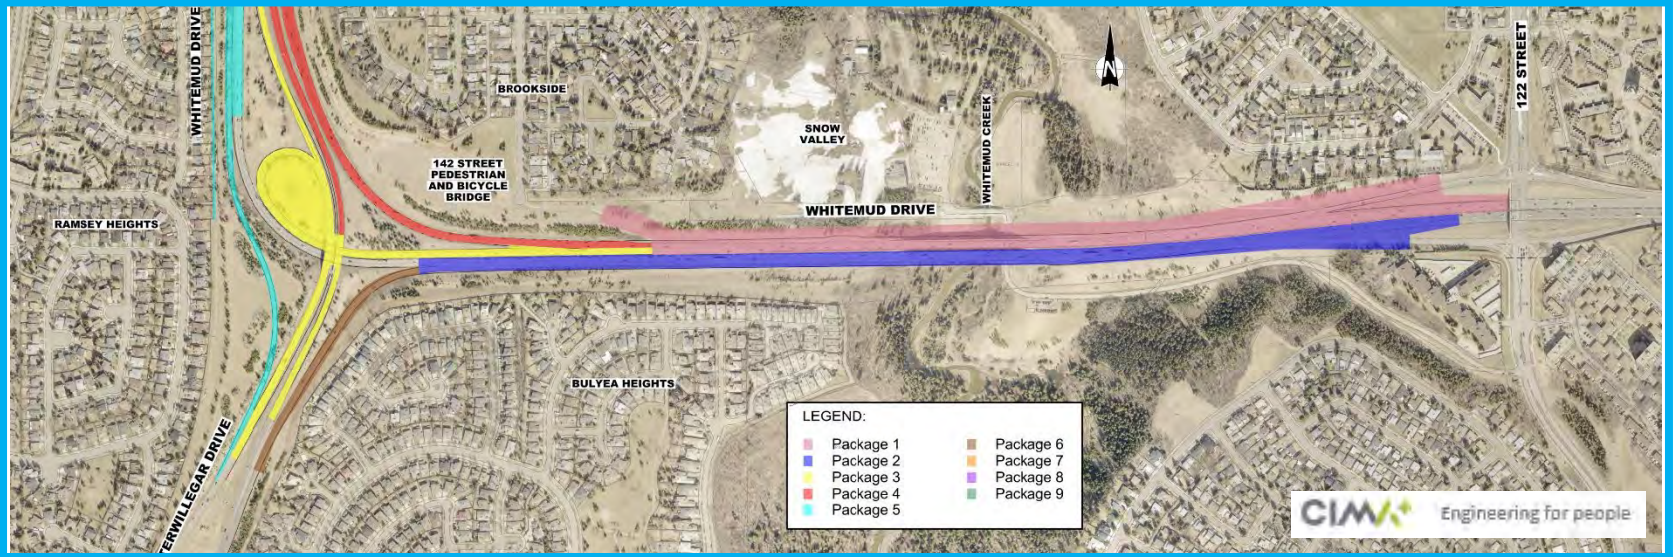 WHITEMUD DRIVE
122 STREET
BROOKSIDE
N
SNOW
VALLEY
WHITEMUD CREEK
142 STREET
PEDESTRIAN
AND BICYCLE
BRIDGE
WHITEMUD DRIVE
RAMSEY HEIGHTS
BULYEA HEIGHTS
TERWILLEGAR DRIVE
LEGEND:
Package 1
Package 2
Package 3
Package 4
Package 5
Package 6
Package 7
Package 8
Package 9
CIMA+
Engineering for people